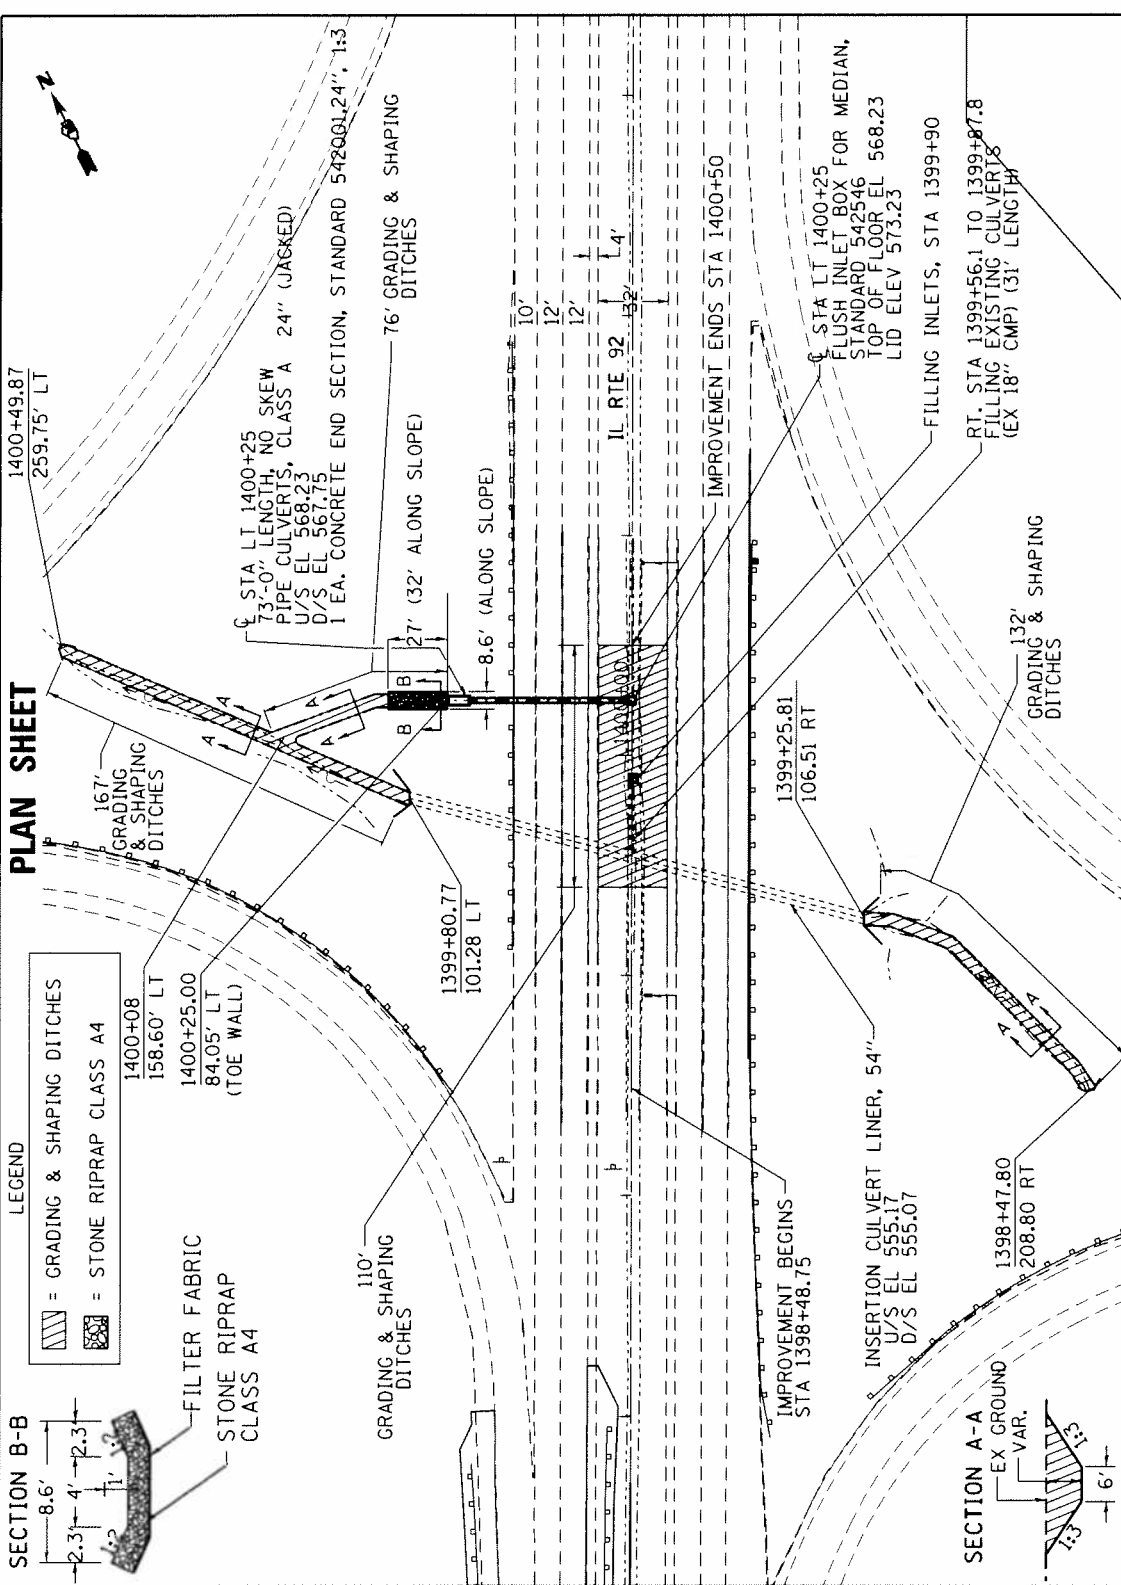 PLAN SHEET
N
LEGEND
= GRADING & SHAPING DITCHES
= STONE RIPRAP CLASS A4
SECTION B-B
8.6'
2.3'
4'
2.3'
1'
1:2
1:2
FILTER FABRIC
STONE RIPRAP
CLASS A4
1400+49.87
259.75' LT
167'
GRADING
& SHAPING
DITCHES
1400+08
158.60' LT
1400+25.00
84.05' LT
(TOE WALL)
1399+80.77
101.28 LT
110'
GRADING & SHAPING
DITCHES
℄ STA LT 1400+25
73'-0" LENGTH, NO SKEW
PIPE CULVERTS, CLASS A 24" (JACKED)
U/S EL 568.23
D/S EL 567.75
1 EA. CONCRETE END SECTION, STANDARD 542001,24", 1:3
76' GRADING & SHAPING
DITCHES
27' (32' ALONG SLOPE)
8.6' (ALONG SLOPE)
A
A
A
A
B
B
10'
12'
12'
4'
32'
IL RTE 92
IMPROVEMENT ENDS STA 1400+50
℄ STA LT 1400+25
FLUSH INLET BOX FOR MEDIAN,
STANDARD 542546
TOP OF FLOOR EL 568.23
LID ELEV 573.23
FILLING INLETS, STA 1399+90
RT. STA 1399+56.1 TO 1399+87.8
FILLING EXISTING CULVERTS
(EX 18" CMP) (31' LENGTH)
1399+25.81
106.51 RT
132'
GRADING & SHAPING
DITCHES
A
A
IMPROVEMENT BEGINS
STA 1398+48.75
INSERTION CULVERT LINER, 54"
U/S EL 555.17
D/S EL 555.07
1398+47.80
208.80 RT
SECTION A-A
EX GROUND
VAR.
1:3
1:3
6'